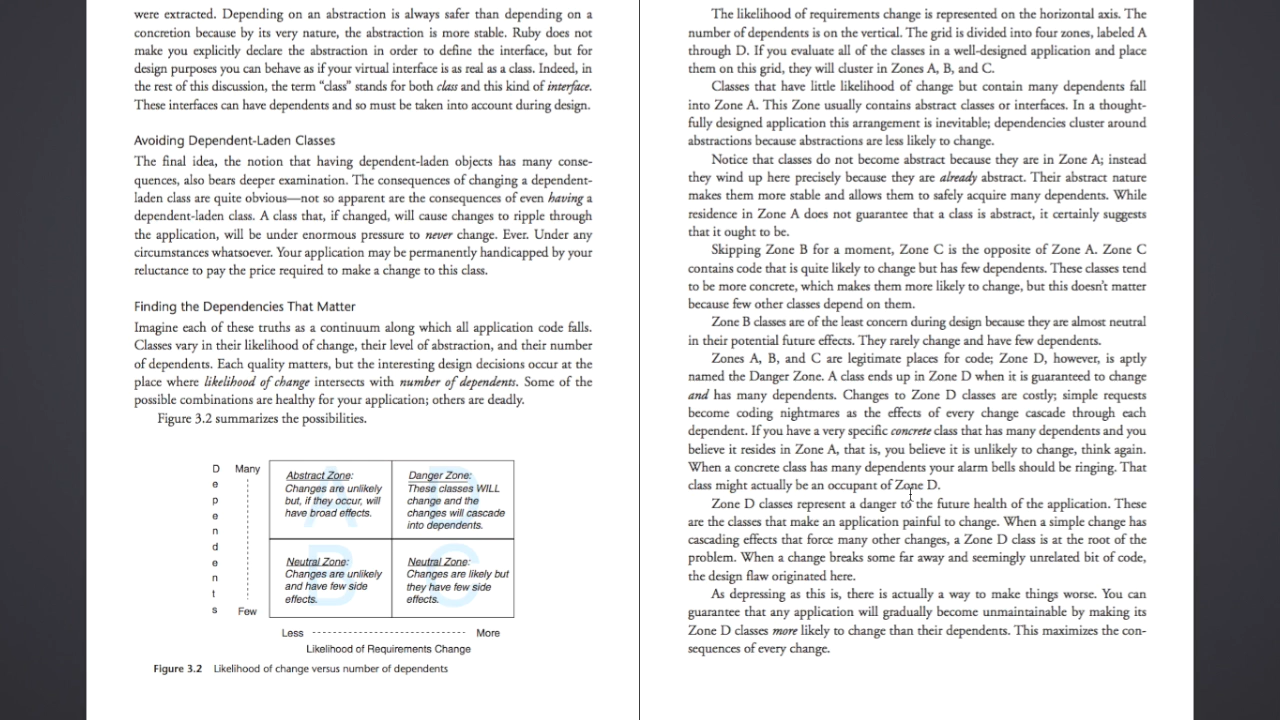 were extracted. Depending on an abstraction is always safer than depending on a
concretion because by its very nature, the abstraction is more stable. Ruby does not
make you explicitly declare the abstraction in order to define the interface, but for
design purposes you can behave as if your virtual interface is as real as a class. Indeed, in
the rest of this discussion, the term “class” stands for both class and this kind of interface.
These interfaces can have dependents and so must be taken into account during design.
Avoiding Dependent-Laden Classes
The final idea, the notion that having dependent-laden objects has many conse-
quences, also bears deeper examination. The consequences of changing a dependent-
laden class are quite obvious—not so apparent are the consequences of even having a
dependent-laden class. A class that, if changed, will cause changes to ripple through
the application, will be under enormous pressure to never change. Ever. Under any
circumstances whatsoever. Your application may be permanently handicapped by your
reluctance to pay the price required to make a change to this class.
Finding the Dependencies That Matter
Imagine each of these truths as a continuum along which all application code falls.
Classes vary in their likelihood of change, their level of abstraction, and their number
of dependents. Each quality matters, but the interesting design decisions occur at the
place where likelihood of change intersects with number of dependents. Some of the
possible combinations are healthy for your application; others are deadly.
Figure 3.2 summarizes the possibilities.
Dependents
Many
Few
A
Abstract Zone:
Changes are unlikely
but, if they occur, will
have broad effects.
D
Danger Zone:
These classes WILL
change and the
changes will cascade
into dependents.
B
Neutral Zone:
Changes are unlikely
and have few side
effects.
C
Neutral Zone:
Changes are likely but
they have few side
effects.
Less More
Likelihood of Requirements Change
Figure 3.2 Likelihood of change versus number of dependents
The likelihood of requirements change is represented on the horizontal axis. The
number of dependents is on the vertical. The grid is divided into four zones, labeled A
through D. If you evaluate all of the classes in a well-designed application and place
them on this grid, they will cluster in Zones A, B, and C.
Classes that have little likelihood of change but contain many dependents fall
into Zone A. This Zone usually contains abstract classes or interfaces. In a thought-
fully designed application this arrangement is inevitable; dependencies cluster around
abstractions because abstractions are less likely to change.
Notice that classes do not become abstract because they are in Zone A; instead
they wind up here precisely because they are already abstract. Their abstract nature
makes them more stable and allows them to safely acquire many dependents. While
residence in Zone A does not guarantee that a class is abstract, it certainly suggests
that it ought to be.
Skipping Zone B for a moment, Zone C is the opposite of Zone A. Zone C
contains code that is quite likely to change but has few dependents. These classes tend
to be more concrete, which makes them more likely to change, but this doesn’t matter
because few other classes depend on them.
Zone B classes are of the least concern during design because they are almost neutral
in their potential future effects. They rarely change and have few dependents.
Zones A, B, and C are legitimate places for code; Zone D, however, is aptly
named the Danger Zone. A class ends up in Zone D when it is guaranteed to change
and has many dependents. Changes to Zone D classes are costly; simple requests
become coding nightmares as the effects of every change cascade through each
dependent. If you have a very specific concrete class that has many dependents and you
believe it resides in Zone A, that is, you believe it is unlikely to change, think again.
When a concrete class has many dependents your alarm bells should be ringing. That
class might actually be an occupant of Zone D.
Zone D classes represent a danger to the future health of the application. These
are the classes that make an application painful to change. When a simple change has
cascading effects that force many other changes, a Zone D class is at the root of the
problem. When a change breaks some far away and seemingly unrelated bit of code,
the design flaw originated here.
As depressing as this is, there is actually a way to make things worse. You can
guarantee that any application will gradually become unmaintainable by making its
Zone D classes more likely to change than their dependents. This maximizes the con-
sequences of every change.